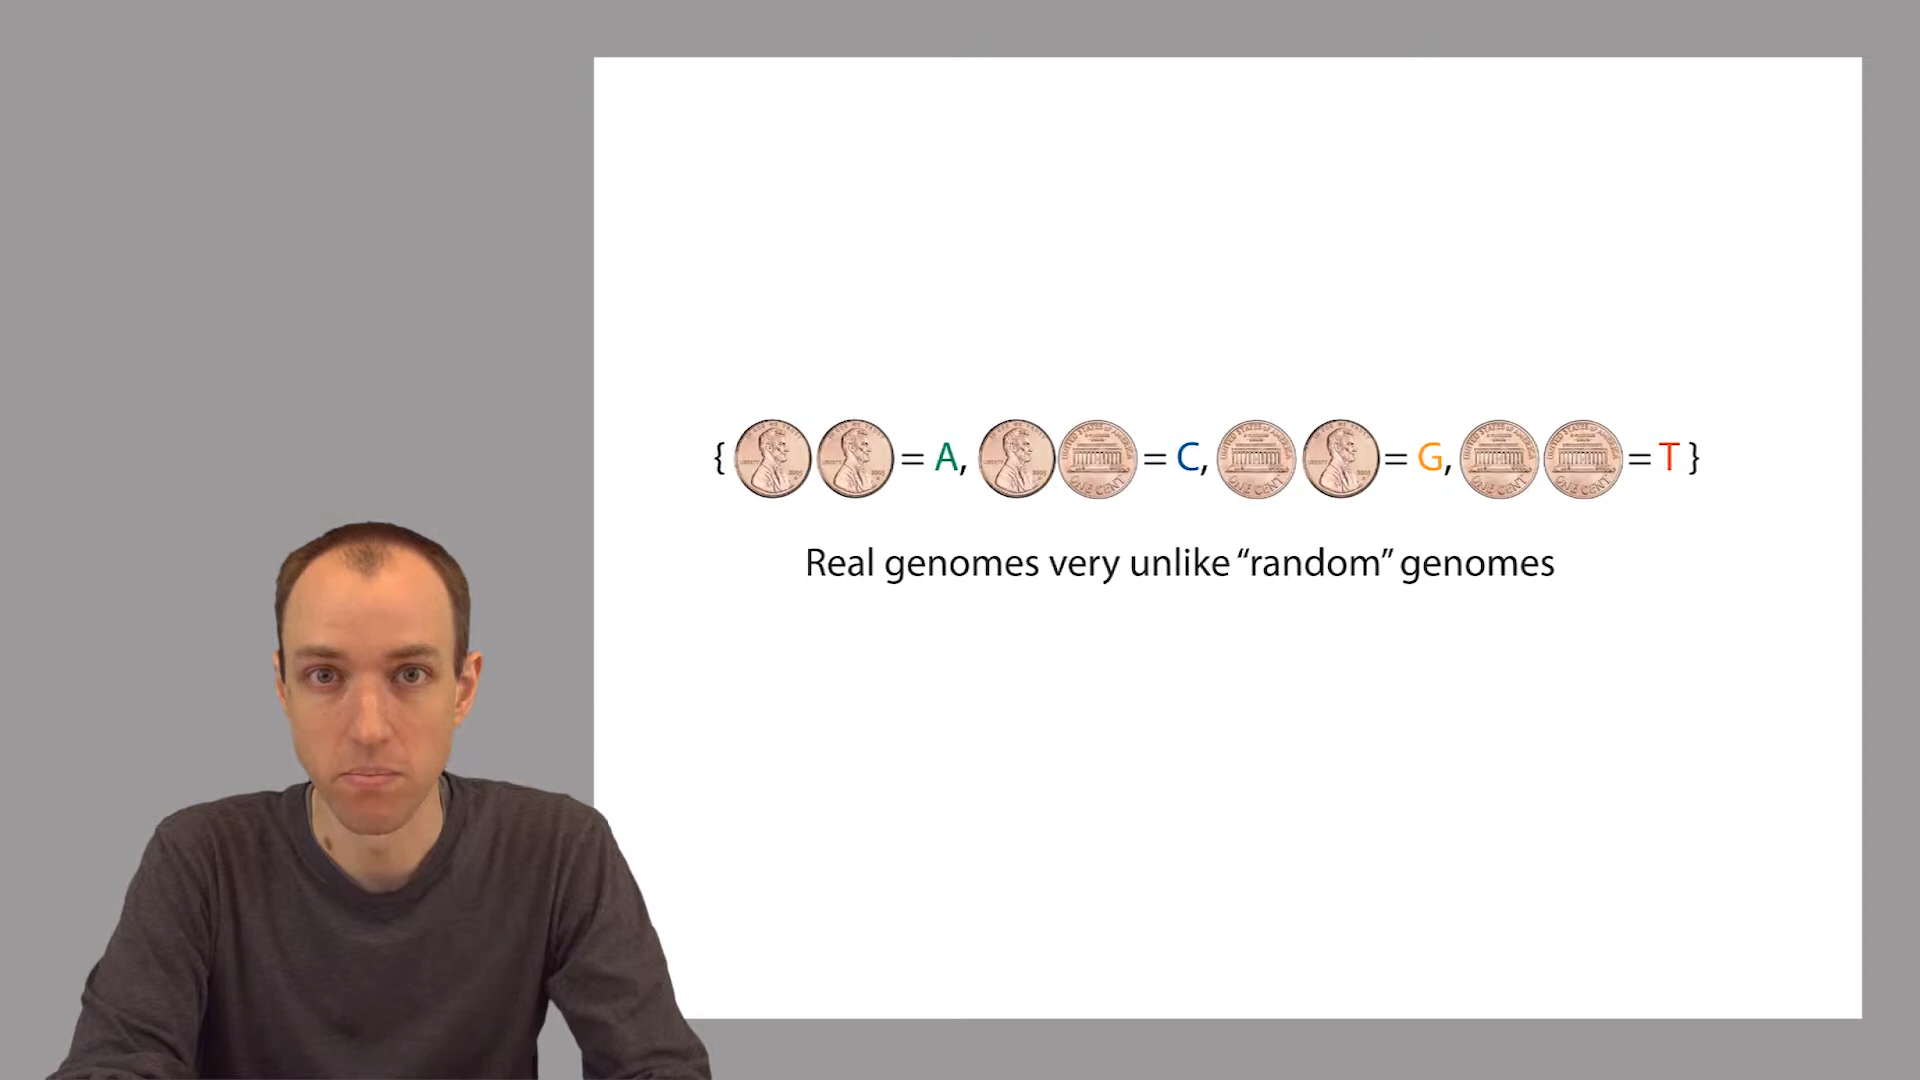 { = A, = C, = G, = T }
Real genomes very unlike “random” genomes